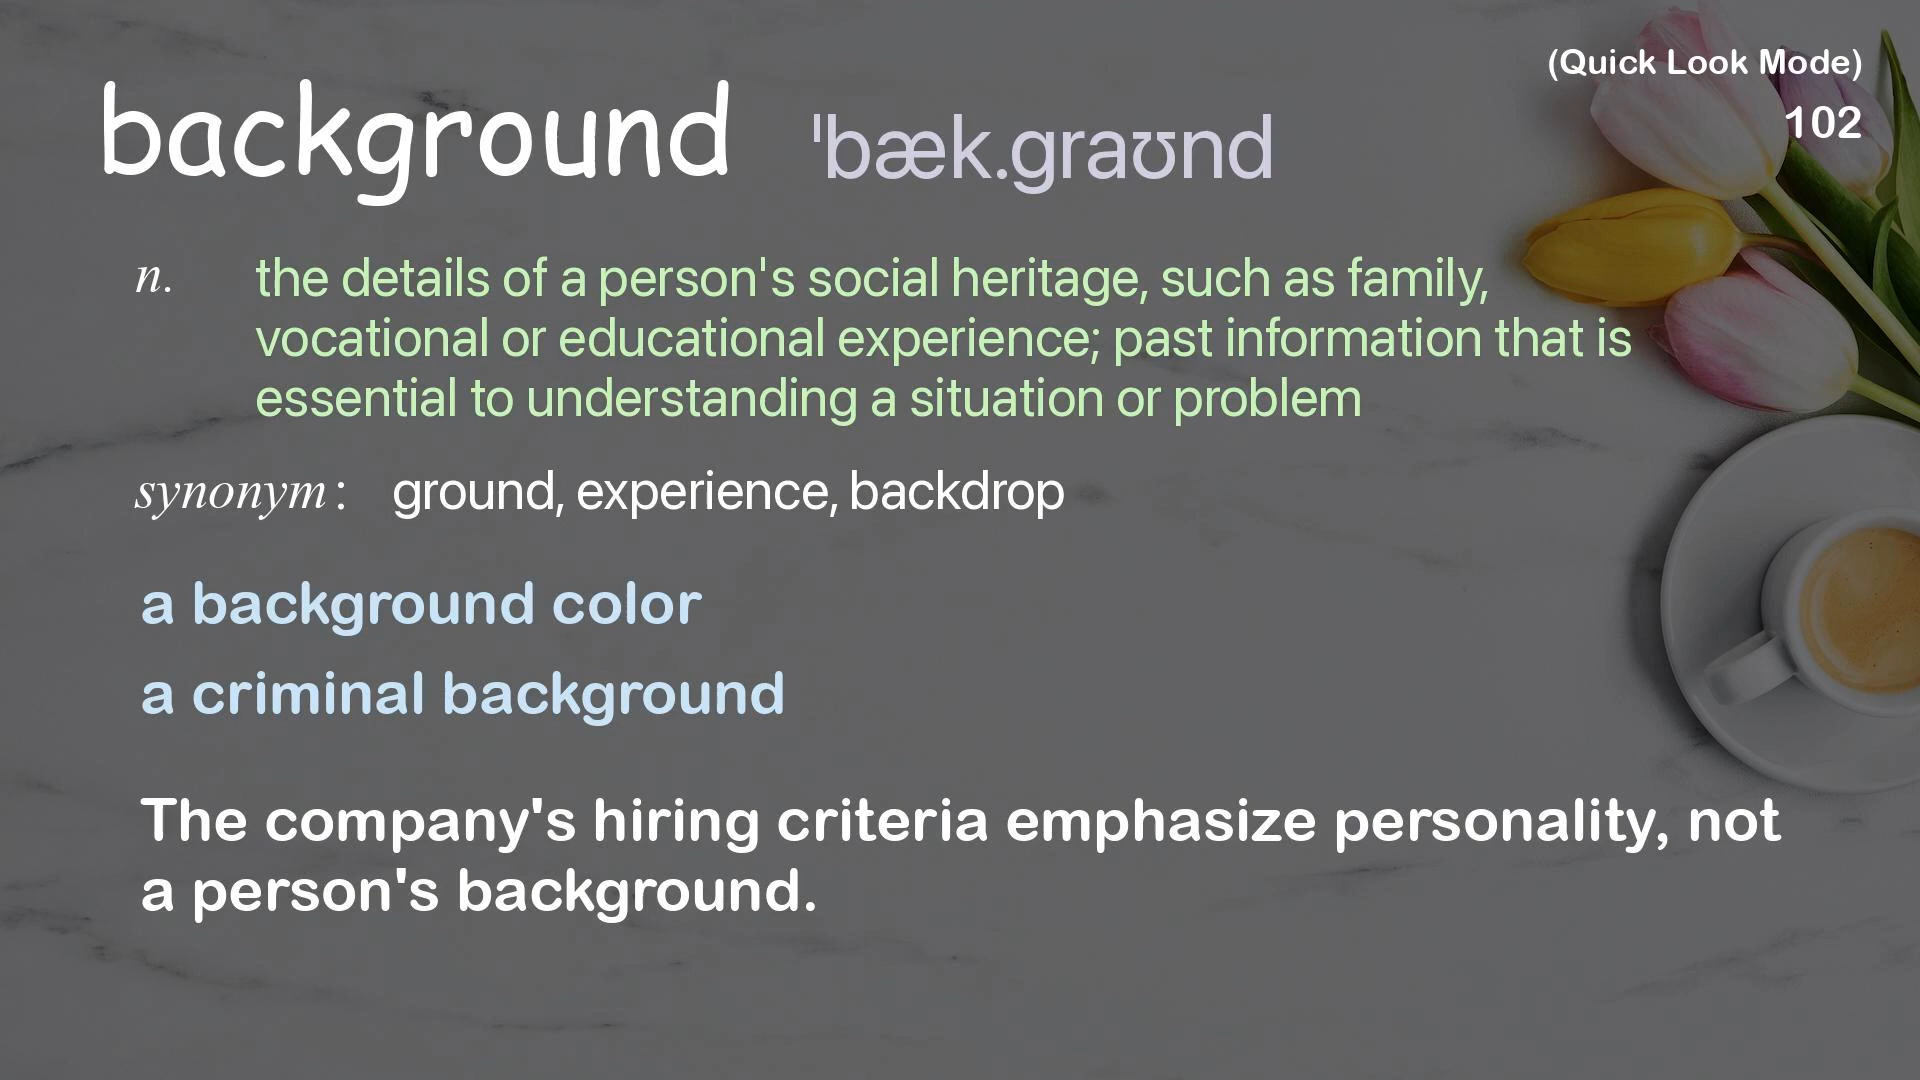 (Quick Look Mode)
102
background ˈbæk.graʊnd
n. the details of a person's social heritage, such as family,
vocational or educational experience; past information that is
essential to understanding a situation or problem
synonym: ground, experience, backdrop
a background color
a criminal background
The company's hiring criteria emphasize personality, not
a person's background.